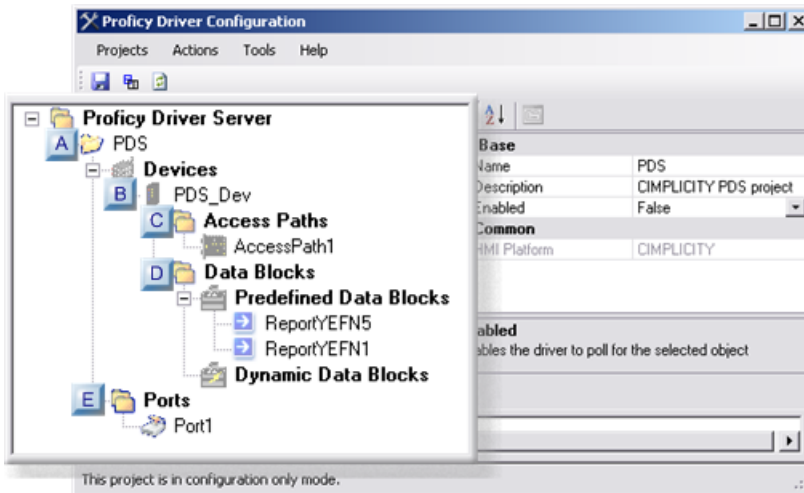 Proficy Driver Configuration
Projects Actions Tools Help
Proficy Driver Server
A PDS
Devices
B PDS_Dev
C Access Paths
AccessPath1
D Data Blocks
Predefined Data Blocks
ReportYEFN5
ReportYEFN1
Dynamic Data Blocks
E Ports
Port1
Base
Name PDS
Description CIMPLICITY PDS project
Enabled False
Common
HMI Platform CIMPLICITY
abled
ables the driver to poll for the selected object
This project is in configuration only mode.